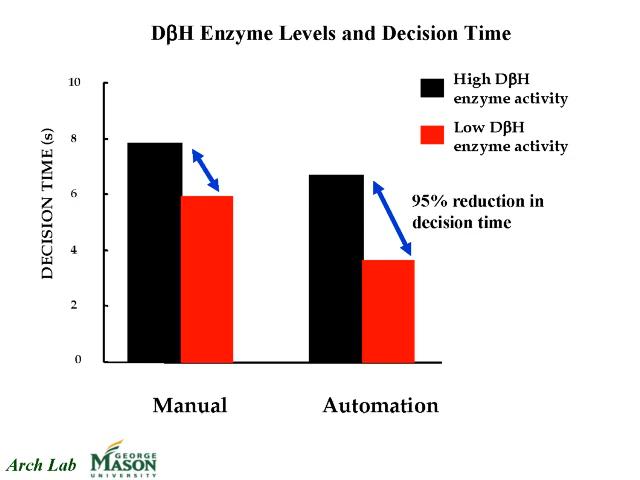 DβH Enzyme Levels and Decision Time
10
8
6
4
2
0
DECISION TIME (s)
High DβH
enzyme activity
Low DβH
enzyme activity
95% reduction in
decision time
Manual
Automation
Arch Lab
GEORGE
MASON
UNIVERSITY